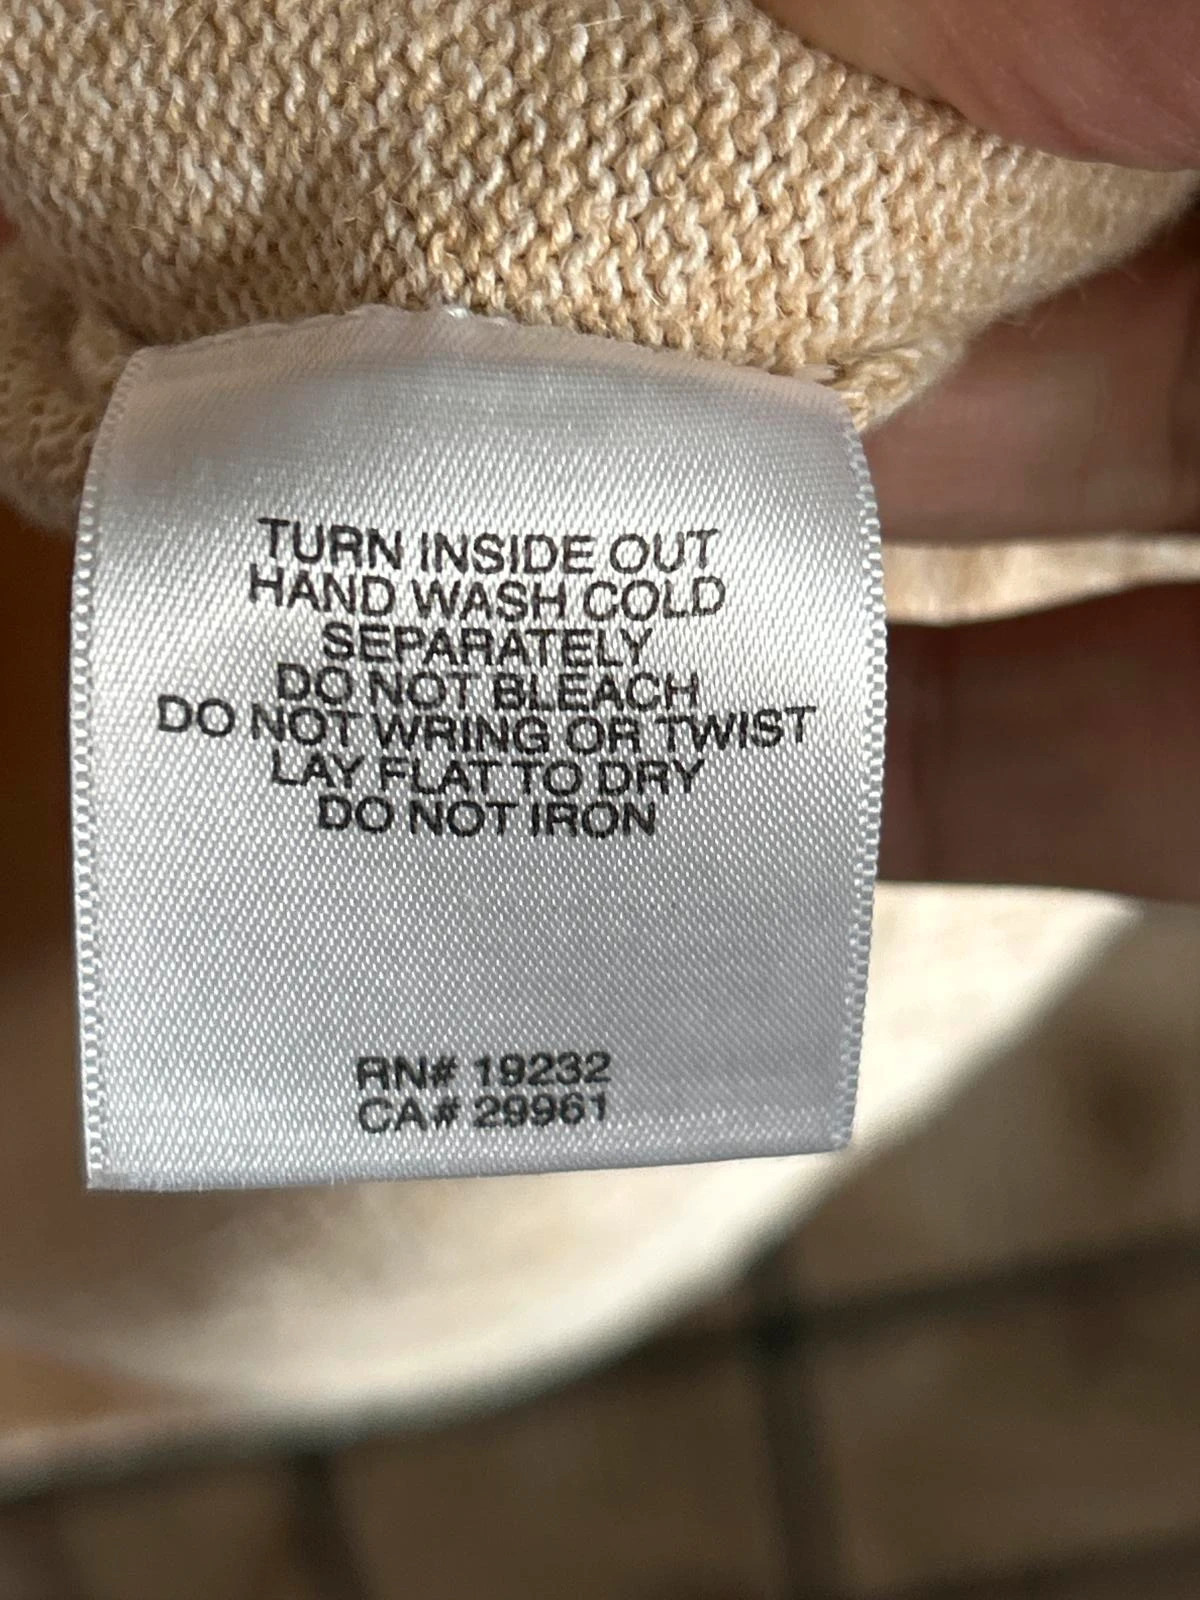 TURN INSIDE OUT
HAND WASH COLD
SEPARATELY
DO NOT BLEACH
DO NOT WRING OR TWIST
LAY FLAT TO DRY
DO NOT IRON
RN# 19232
CA# 29961